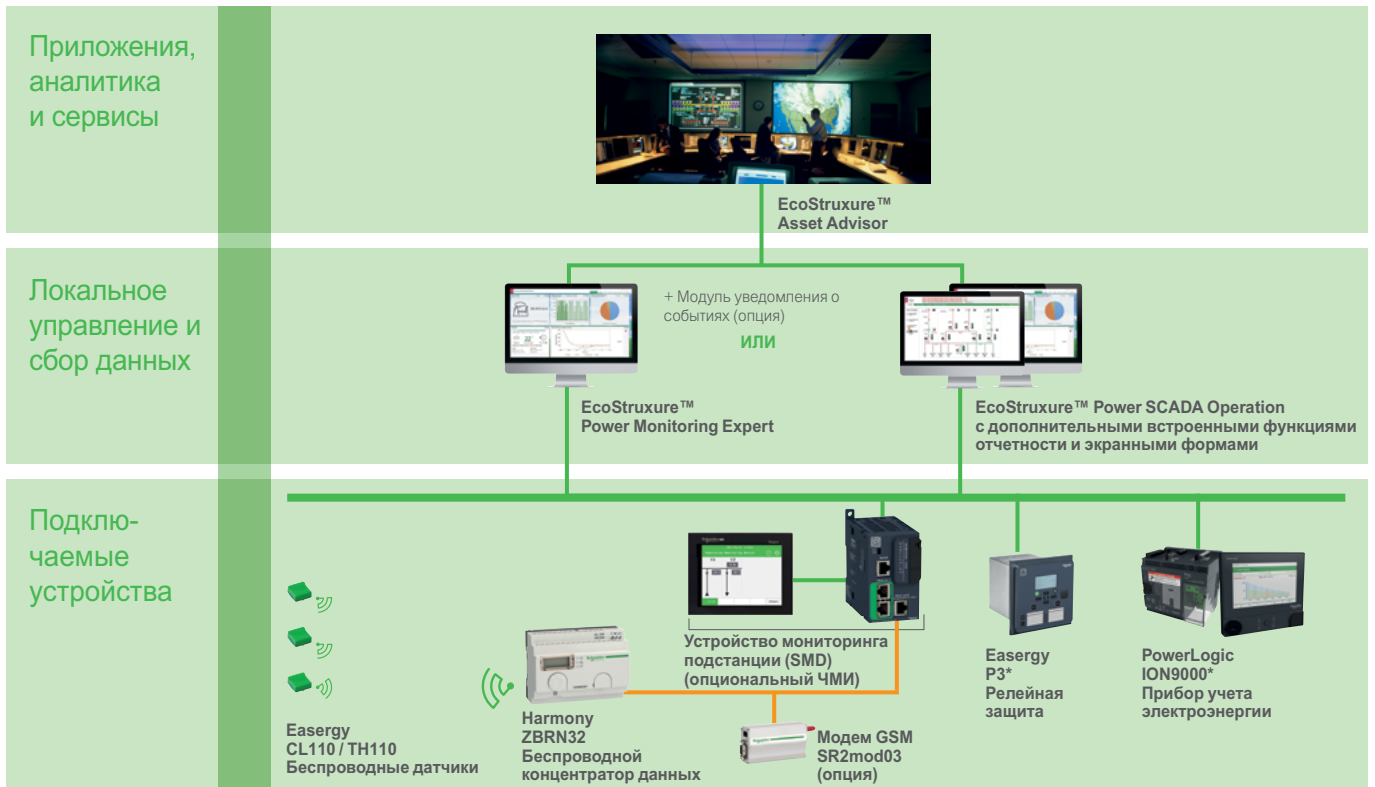 Приложения,
аналитика
и сервисы
EcoStruxure™
Asset Advisor
Локальное
управление и
сбор данных
+ Модуль уведомления о
событиях (опция)
ИЛИ
EcoStruxure™
Power Monitoring Expert
EcoStruxure™ Power SCADA Operation
с дополнительными встроенными функциями
отчетности и экранными формами
Подклю-
чаемые
устройства
Устройство мониторинга
подстанции (SMD)
(опциональный ЧМИ)
Easergy
P3*
Релейная
защита
PowerLogic
ION9000*
Прибор учета
электроэнергии
Easergy
CL110 / TH110
Беспроводные датчики
Harmony
ZBRN32
Беспроводной
концентратор данных
Модем GSM
SR2mod03
(опция)